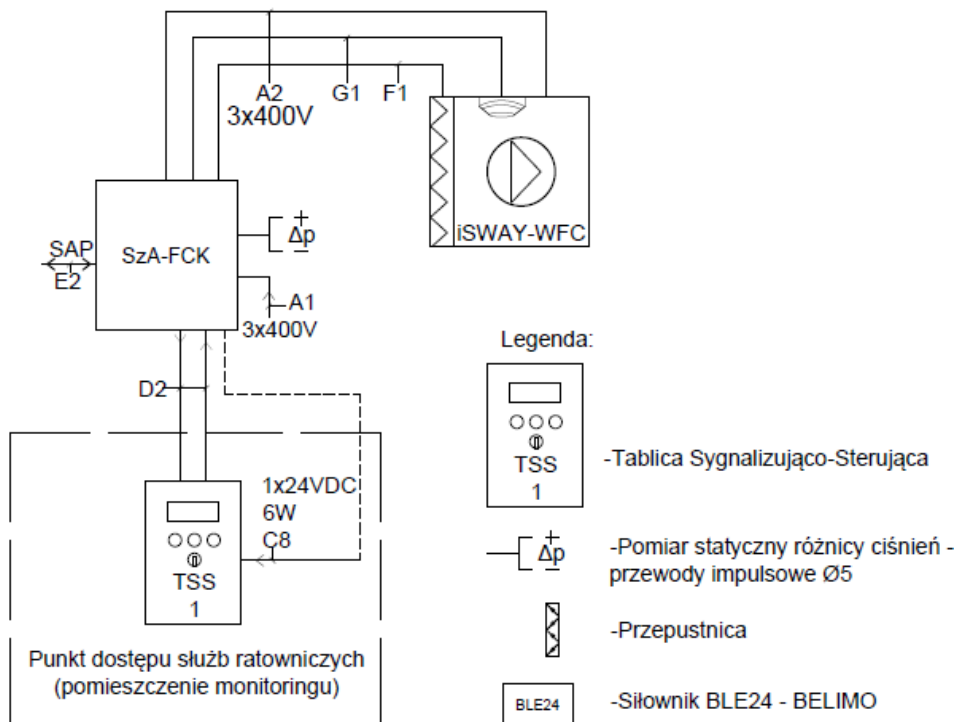 A2
G1
F1
3x400V
iSWAY-WFC
SAP
E2
SzA-FCK
+
Δp
-
A1
3x400V
D2
1x24VDC
6W
C8
TSS
1
Punkt dostępu służb ratowniczych
(pomieszczenie monitoringu)
Legenda:
TSS
1
-Tablica Sygnalizująco-Sterująca
+
Δp
-
-Pomiar statyczny różnicy ciśnień -
przewody impulsowe Ø5
-Przepustnica
BLE24
-Siłownik BLE24 - BELIMO